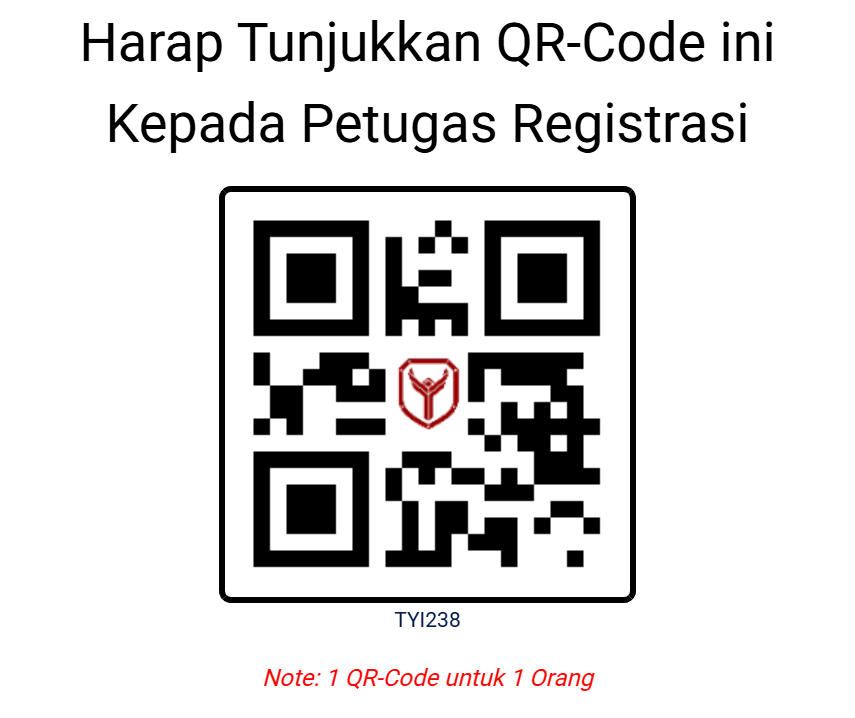 Harap Tunjukkan QR-Code ini
Kepada Petugas Registrasi
TYI238
Note: 1 QR-Code untuk 1 Orang